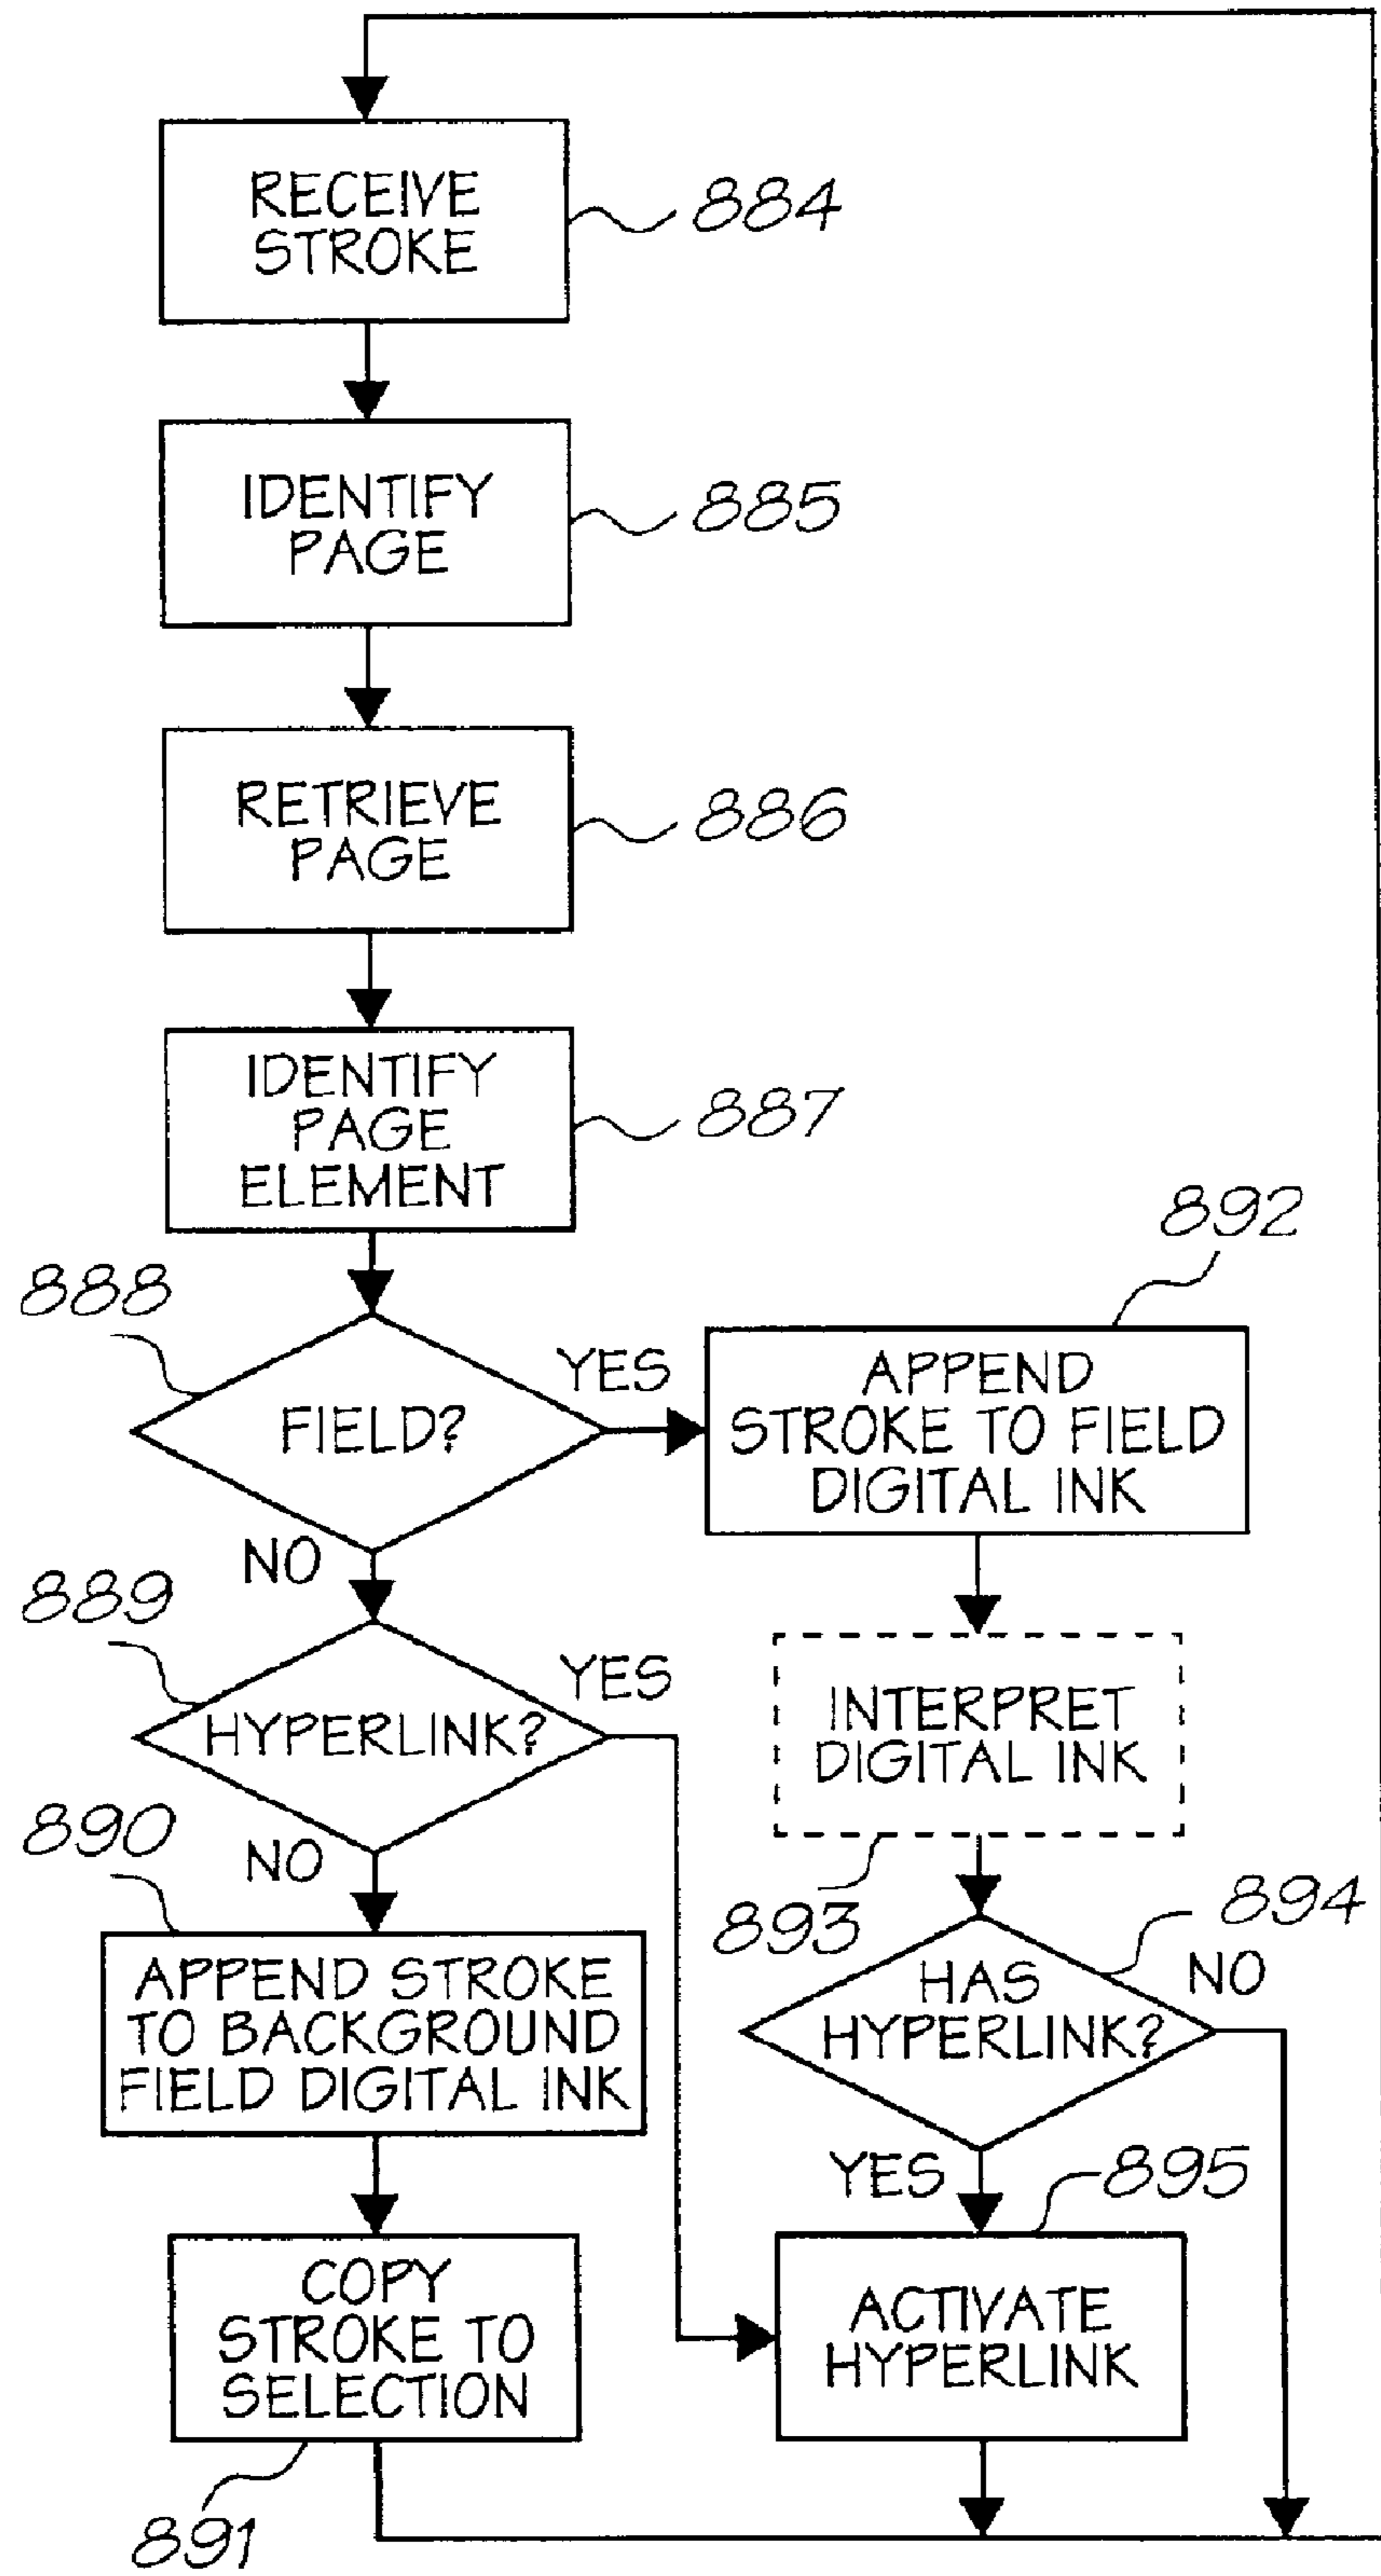 RECEIVE
STROKE
884
IDENTIFY
PAGE
885
RETRIEVE
PAGE
886
IDENTIFY
PAGE
ELEMENT
887
888
FIELD?
YES
NO
892
APPEND
STROKE TO FIELD
DIGITAL INK
889
HYPERLINK?
YES
NO
INTERPRET
DIGITAL INK
893
894
HAS
HYPERLINK?
NO
YES
890
APPEND STROKE
TO BACKGROUND
FIELD DIGITAL INK
895
ACTIVATE
HYPERLINK
COPY
STROKE TO
SELECTION
891